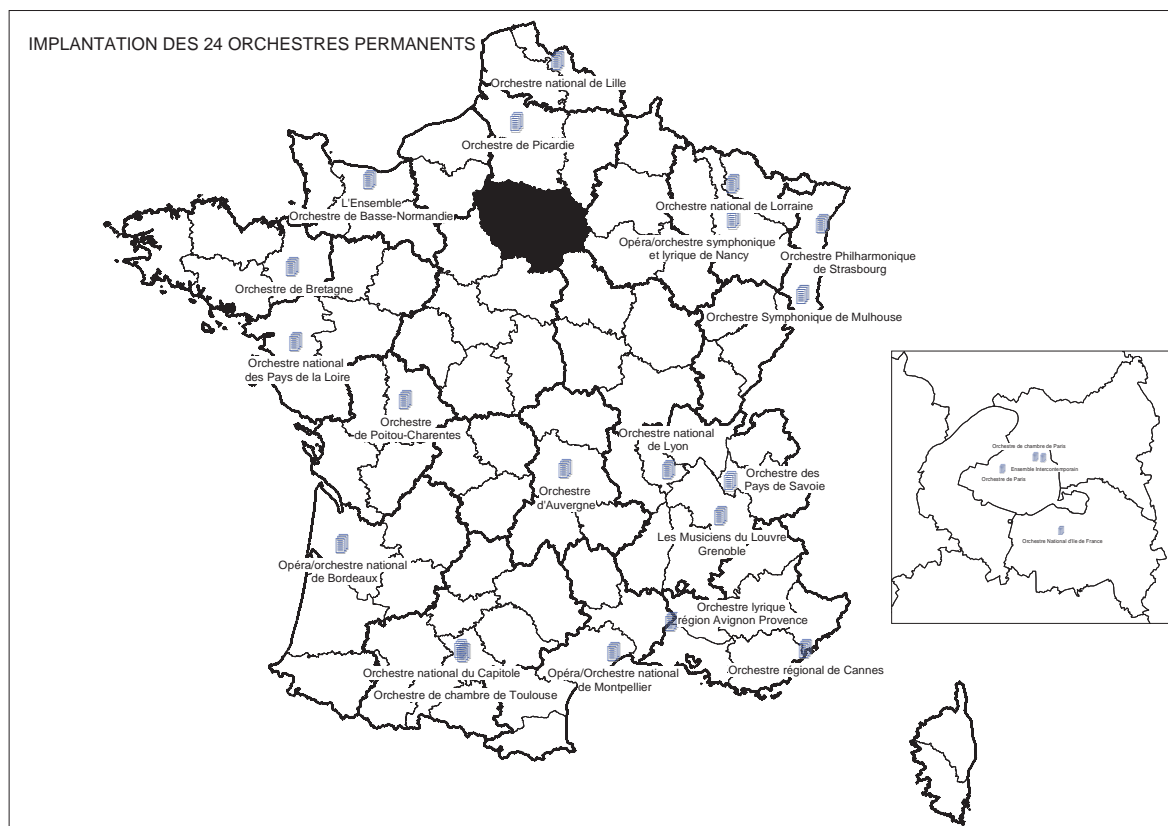 IMPLANTATION DES 24 ORCHESTRES PERMANENTS
Orchestre national de Lille
Orchestre de Picardie
L'Ensemble
Orchestre de Basse-Normandie
Orchestre national de Lorraine
Opéra/orchestre symphonique
et lyrique de Nancy
Orchestre Philharmonique
de Strasbourg
Orchestre de Bretagne
Orchestre Symphonique de Mulhouse
Orchestre national
des Pays de la Loire
Orchestre
de Poitou-Charentes
Orchestre national
de Lyon
Orchestre des
Pays de Savoie
Orchestre
d'Auvergne
Les Musiciens du Louvre
Grenoble
Opéra/orchestre national
de Bordeaux
Orchestre lyrique
région Avignon Provence
Orchestre national du Capitole
Orchestre de chambre de Toulouse
Opéra/Orchestre national
de Montpellier
Orchestre régional de Cannes
Orchestre de chambre de Paris
Ensemble Intercontemporain
Orchestre de Paris
Orchestre National d'Ile de France